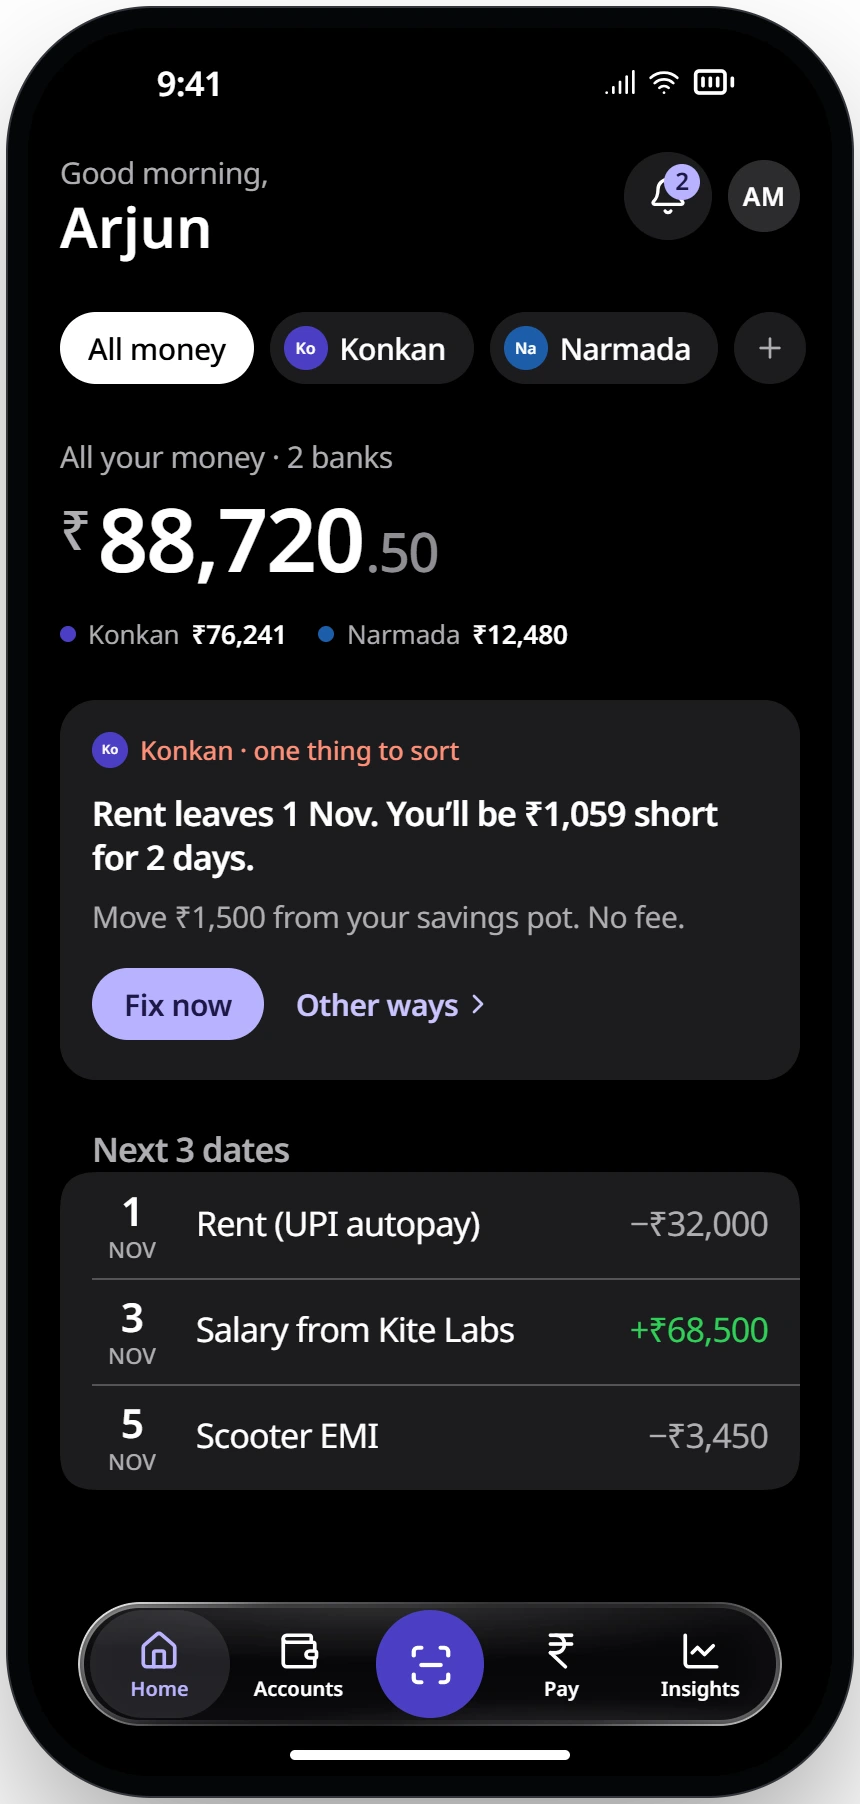 9:41
Good morning,
Arjun
2
AM
All money
Ko Konkan
Na Narmada
+
All your money · 2 banks
₹88,720.50
Konkan ₹76,241 Narmada ₹12,480
Ko Konkan · one thing to sort
Rent leaves 1 Nov. You’ll be ₹1,059 short
for 2 days.
Move ₹1,500 from your savings pot. No fee.
Fix now Other ways
Next 3 dates
1
NOV
Rent (UPI autopay) −₹32,000
3
NOV
Salary from Kite Labs +₹68,500
5
NOV
Scooter EMI −₹3,450
Home Accounts Pay Insights